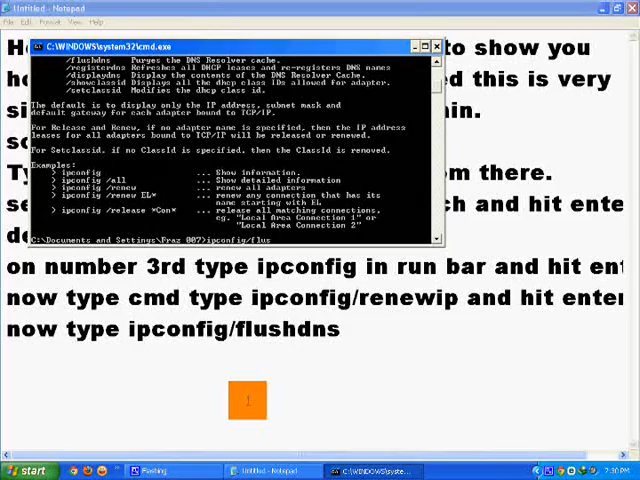 Untitled - Notepad
File Edit Format View Help
C:\WINDOWS\system32\cmd.exe
to show you
ed this is very
ain.
om there.
ch and hit ente
/flushdns Purges the DNS Resolver cache.
/registerdns Refreshes all DHCP leases and re-registers DNS names
/displaydns Display the contents of the DNS Resolver Cache.
/showclassid Displays all the dhcp class IDs allowed for adapter.
/setclassid Modifies the dhcp class id.
The default is to display only the IP address, subnet mask and
default gateway for each adapter bound to TCP/IP.
For Release and Renew, if no adapter name is specified, then the IP address
leases for all adapters bound to TCP/IP will be released or renewed.
For Setclassid, if no ClassId is specified, then the ClassId is removed.
Examples:
> ipconfig ... Show information.
> ipconfig /all ... Show detailed information
> ipconfig /renew ... renew all adapters
> ipconfig /renew EL* ... renew any connection that has its
name starting with EL
> ipconfig /release *Con* ... release all matching connections,
eg. "Local Area Connection 1" or
"Local Area Connection 2"
C:\Documents and Settings\Praz 007>ipconfig/flus
on number 3rd type ipconfig in run bar and hit ent
now type cmd type ipconfig/renewip and hit enter
now type ipconfig/flushdns
1
start
Flashing
Untitled - Notepad
C:\WINDOWS\syste...
7:30 PM